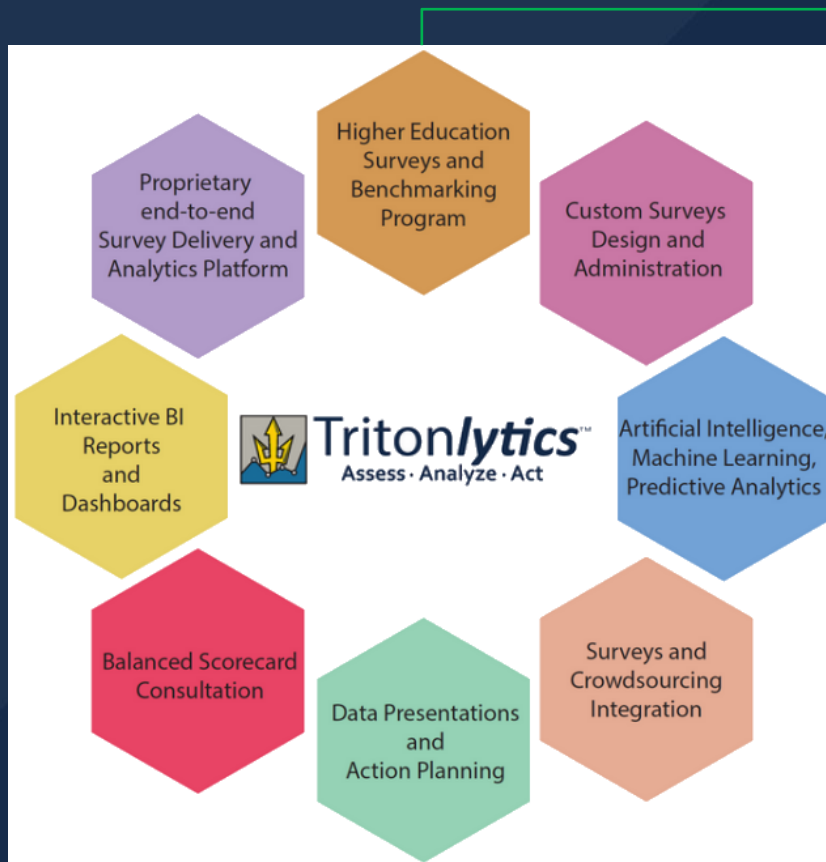 Higher Education
Surveys and
Benchmarking
Program
Custom Surveys
Design and
Administration
Artificial Intelligence,
Machine Learning,
Predictive Analytics
Surveys and
Crowdsourcing
Integration
Data Presentations
and
Action Planning
Balanced Scorecard
Consultation
Interactive BI
Reports
and
Dashboards
Proprietary
end-to-end
Survey Delivery and
Analytics Platform
Tritonlytics™
Assess · Analyze · Act